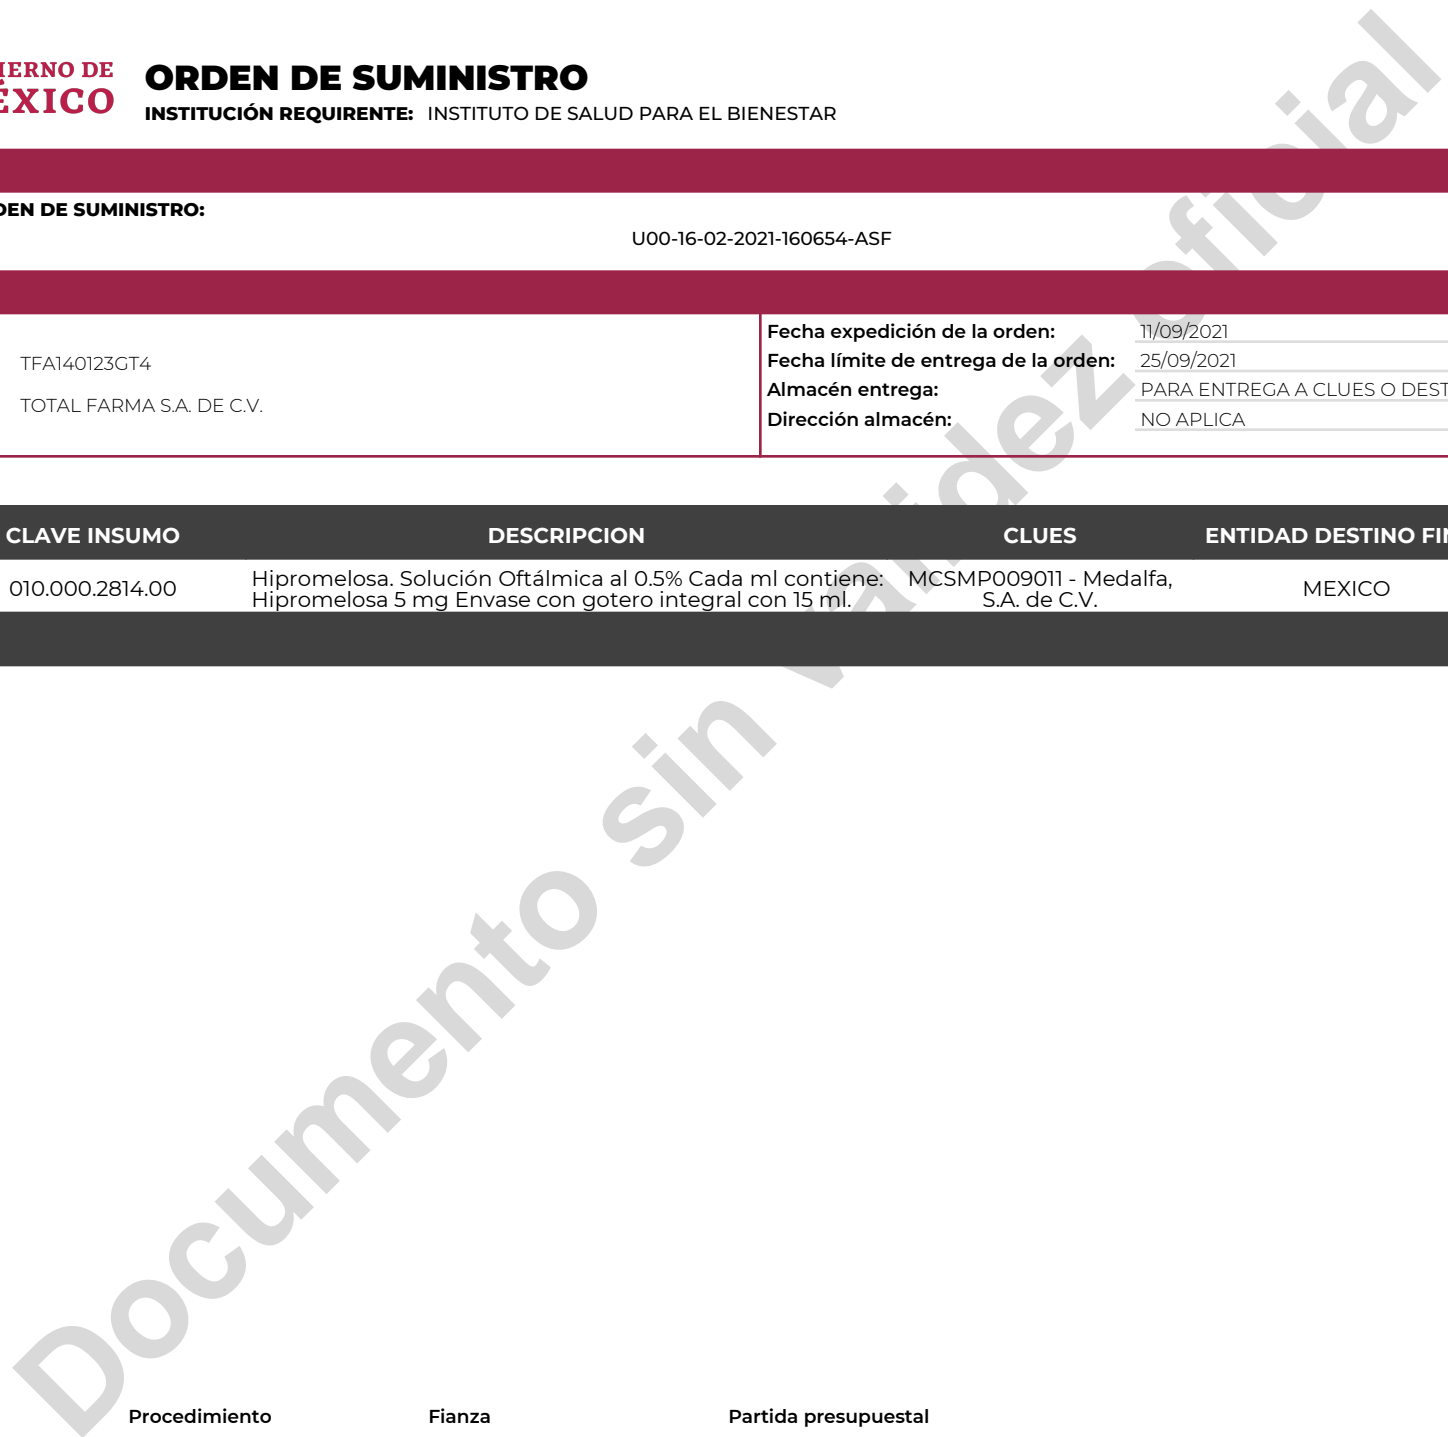 IERNO DE
ÉXICO
ORDEN DE SUMINISTRO
INSTITUCIÓN REQUIRENTE: INSTITUTO DE SALUD PARA EL BIENESTAR
DEN DE SUMINISTRO:
U00-16-02-2021-160654-ASF
TFA140123GT4
TOTAL FARMA S.A. DE C.V.
Fecha expedición de la orden: 11/09/2021
Fecha límite de entrega de la orden: 25/09/2021
Almacén entrega: PARA ENTREGA A CLUES O DEST
Dirección almacén: NO APLICA
CLAVE INSUMO DESCRIPCION CLUES ENTIDAD DESTINO FIN
010.000.2814.00 Hipromelosa. Solución Oftálmica al 0.5% Cada ml contiene: MCSMP009011 - Medalfa, MEXICO
Hipromelosa 5 mg Envase con gotero integral con 15 ml. S.A. de C.V.
Documento sin validez oficial
Procedimiento Fianza Partida presupuestal